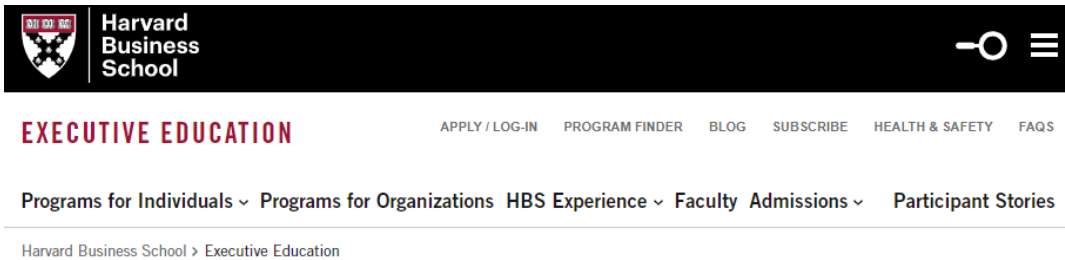 Harvard
Business
School
EXECUTIVE EDUCATION
APPLY / LOG-IN PROGRAM FINDER BLOG SUBSCRIBE HEALTH & SAFETY FAQS
Programs for Individuals Programs for Organizations HBS Experience Faculty Admissions Participant Stories
Harvard Business School > Executive Education